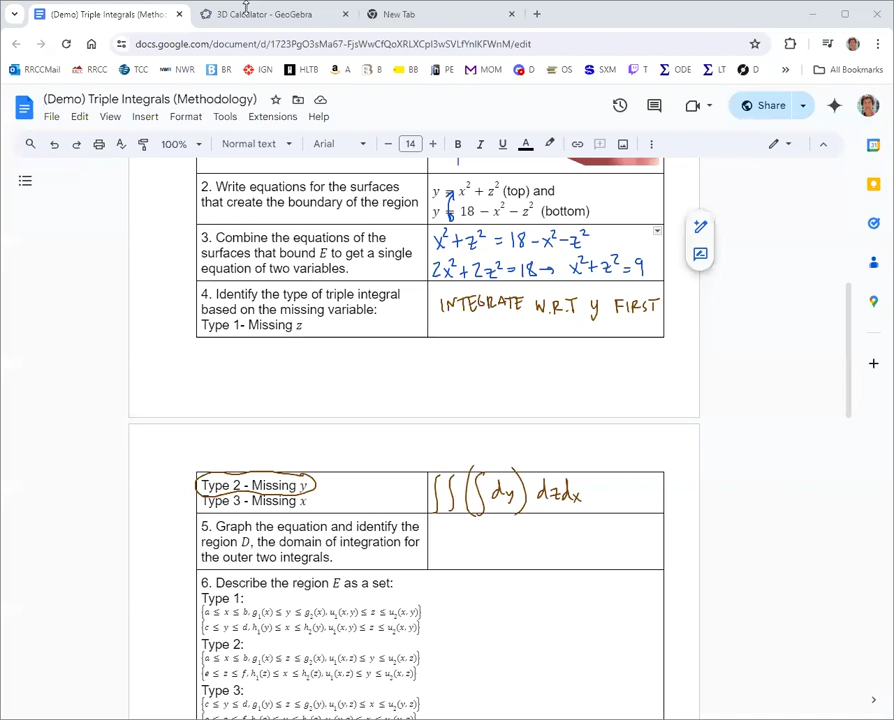 (Demo) Triple Integrals (Metho:
3D Calculator - GeoGebra
New Tab
docs.google.com/document/d/1723PgO3sMa67-FjsWwCfQoXRLXCpI3wSVLfYnIKFWnM/edit
RRCCMail RRCC TCC NWR BR IGN HLTB A B BB PE MOM D OS SXM T ODE LT D All Bookmarks
(Demo) Triple Integrals (Methodology)
Share
File Edit View Insert Format Tools Extensions Help
100% Normal text Arial 14 B I U A
2. Write equations for the surfaces
that create the boundary of the region
y = x² + z² (top) and
y = 18 − x² − z² (bottom)
3. Combine the equations of the
surfaces that bound E to get a single
equation of two variables.
x² + z² = 18 - x² - z²
2x² + 2z² = 18 → x² + z² = 9
4. Identify the type of triple integral
based on the missing variable:
Type 1- Missing z
INTEGRATE W.R.T y FIRST
Type 2 - Missing y
Type 3 - Missing x
∫∫(∫dy) dzdx
5. Graph the equation and identify the
region D, the domain of integration for
the outer two integrals.
6. Describe the region E as a set:
Type 1:
{a ≤ x ≤ b, g₁(x) ≤ y ≤ g₂(x), u₁(x,y) ≤ z ≤ u₂(x,y)}
{c ≤ y ≤ d, h₁(y) ≤ x ≤ h₂(y), u₁(x,y) ≤ z ≤ u₂(x,y)}
Type 2:
{a ≤ x ≤ b, g₁(x) ≤ z ≤ g₂(x), u₁(x,z) ≤ y ≤ u₂(x,z)}
{e ≤ z ≤ f, h₁(z) ≤ x ≤ h₂(z), u₁(x,z) ≤ y ≤ u₂(x,z)}
Type 3:
{c ≤ y ≤ d, g₁(y) ≤ z ≤ g₂(y), u₁(y,z) ≤ x ≤ u₂(y,z)}